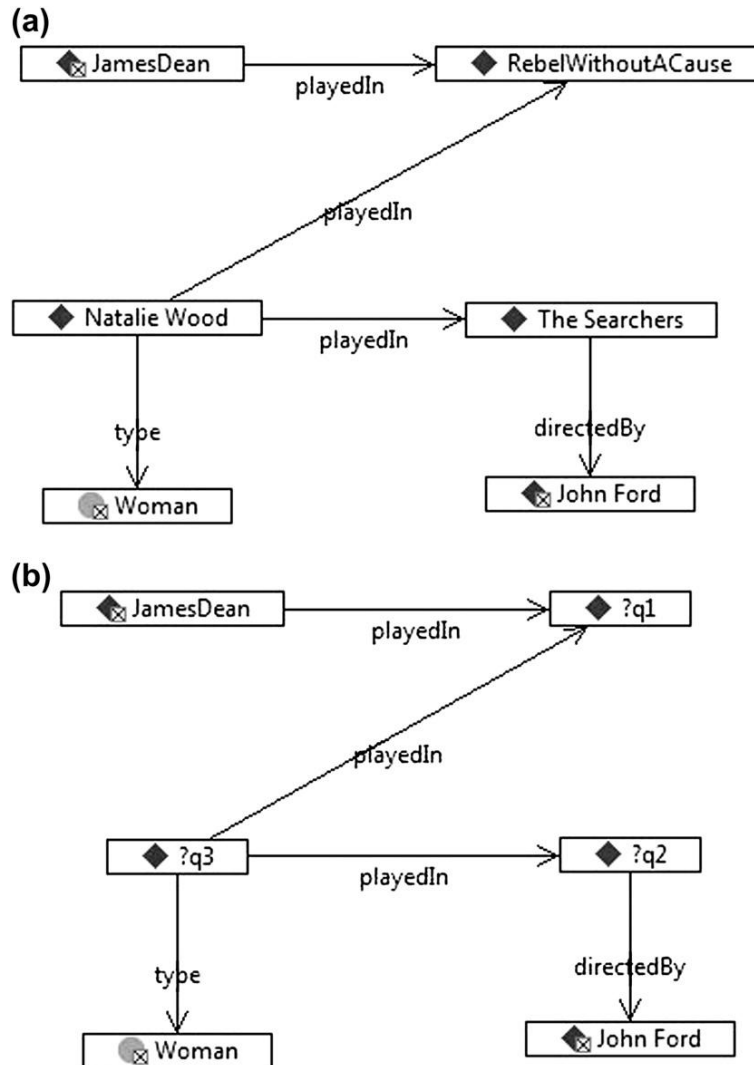 (a)
JamesDean
playedIn
RebelWithoutACause
playedIn
Natalie Wood
playedIn
The Searchers
type
directedBy
Woman
John Ford
(b)
JamesDean
playedIn
?q1
playedIn
?q3
playedIn
?q2
type
directedBy
Woman
John Ford